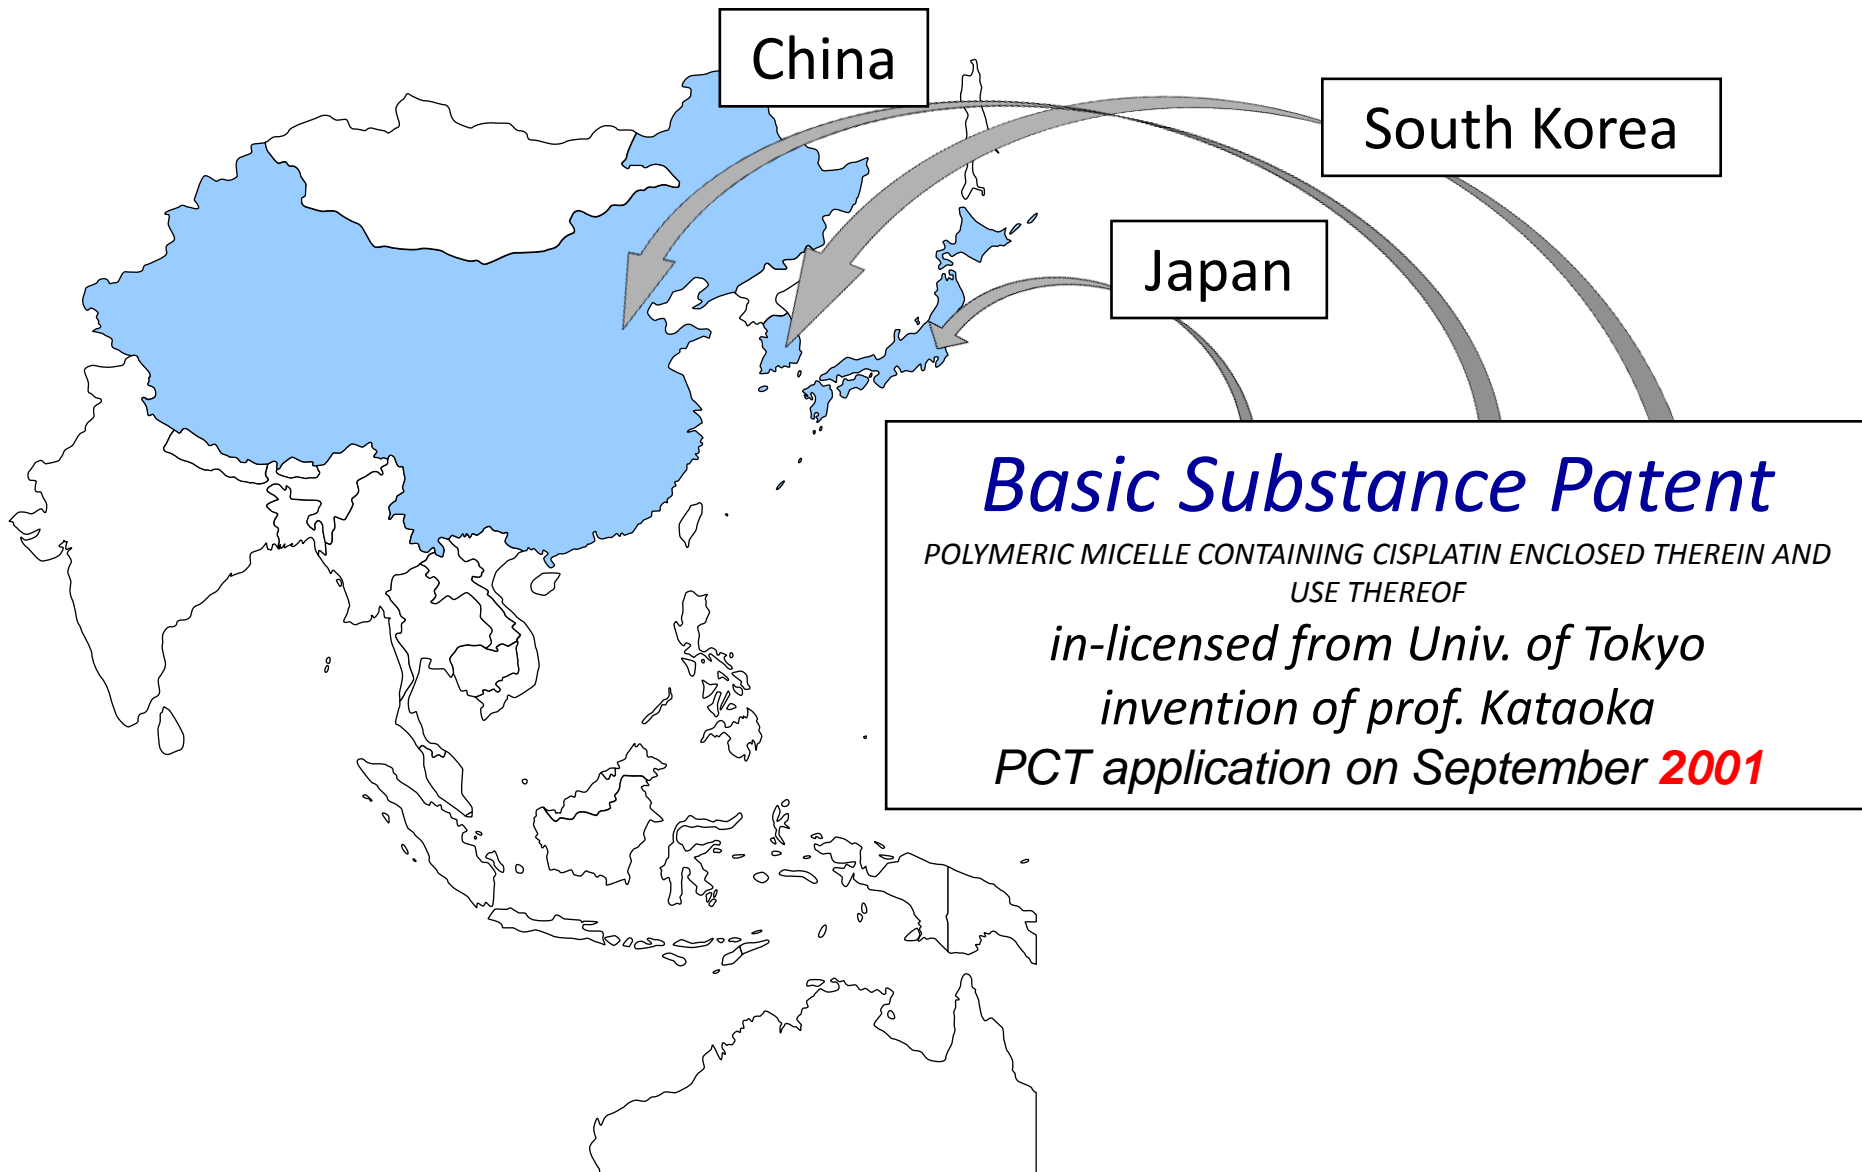 China
South Korea
Japan
Basic Substance Patent
POLYMERIC MICELLE CONTAINING CISPLATIN ENCLOSED THEREIN AND
USE THEREOF
in-licensed from Univ. of Tokyo
invention of prof. Kataoka
PCT application on September 2001